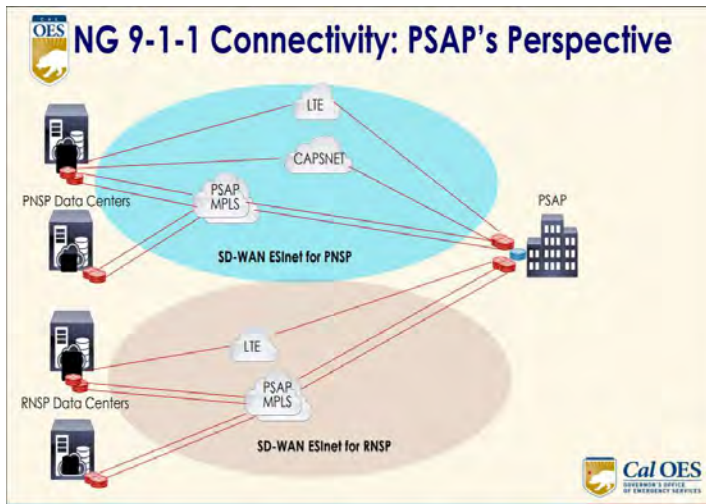 Cal
OES
NG 9-1-1 Connectivity: PSAP's Perspective
LTE
CAPSNET
PSAP
MPLS
PNSP Data Centers
PSAP
SD-WAN ESInet for PNSP
LTE
PSAP
MPLS
RNSP Data Centers
SD-WAN ESInet for RNSP
Cal OES
GOVERNOR'S OFFICE
OF EMERGENCY SERVICES